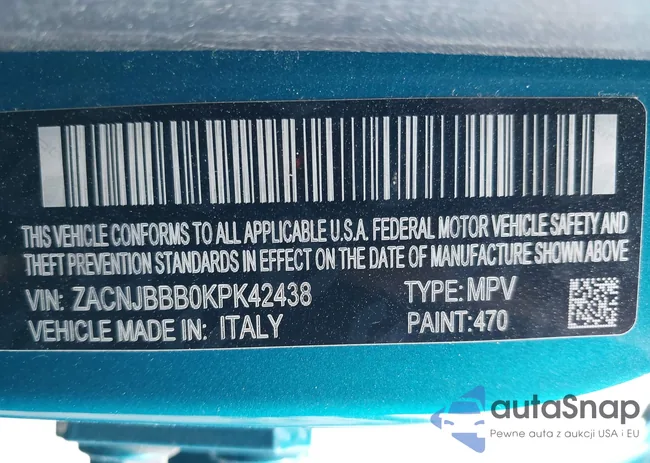 THIS VEHICLE CONFORMS TO ALL APPLICABLE U.S.A. FEDERAL MOTOR VEHICLE SAFETY AND
THEFT PREVENTION STANDARDS IN EFFECT ON THE DATE OF MANUFACTURE SHOWN ABOVE
VIN: ZACNJBBB0KPK42438 TYPE: MPV
VEHICLE MADE IN: ITALY PAINT: 470
autaSnap
Pewne auta z aukcji USA i EU